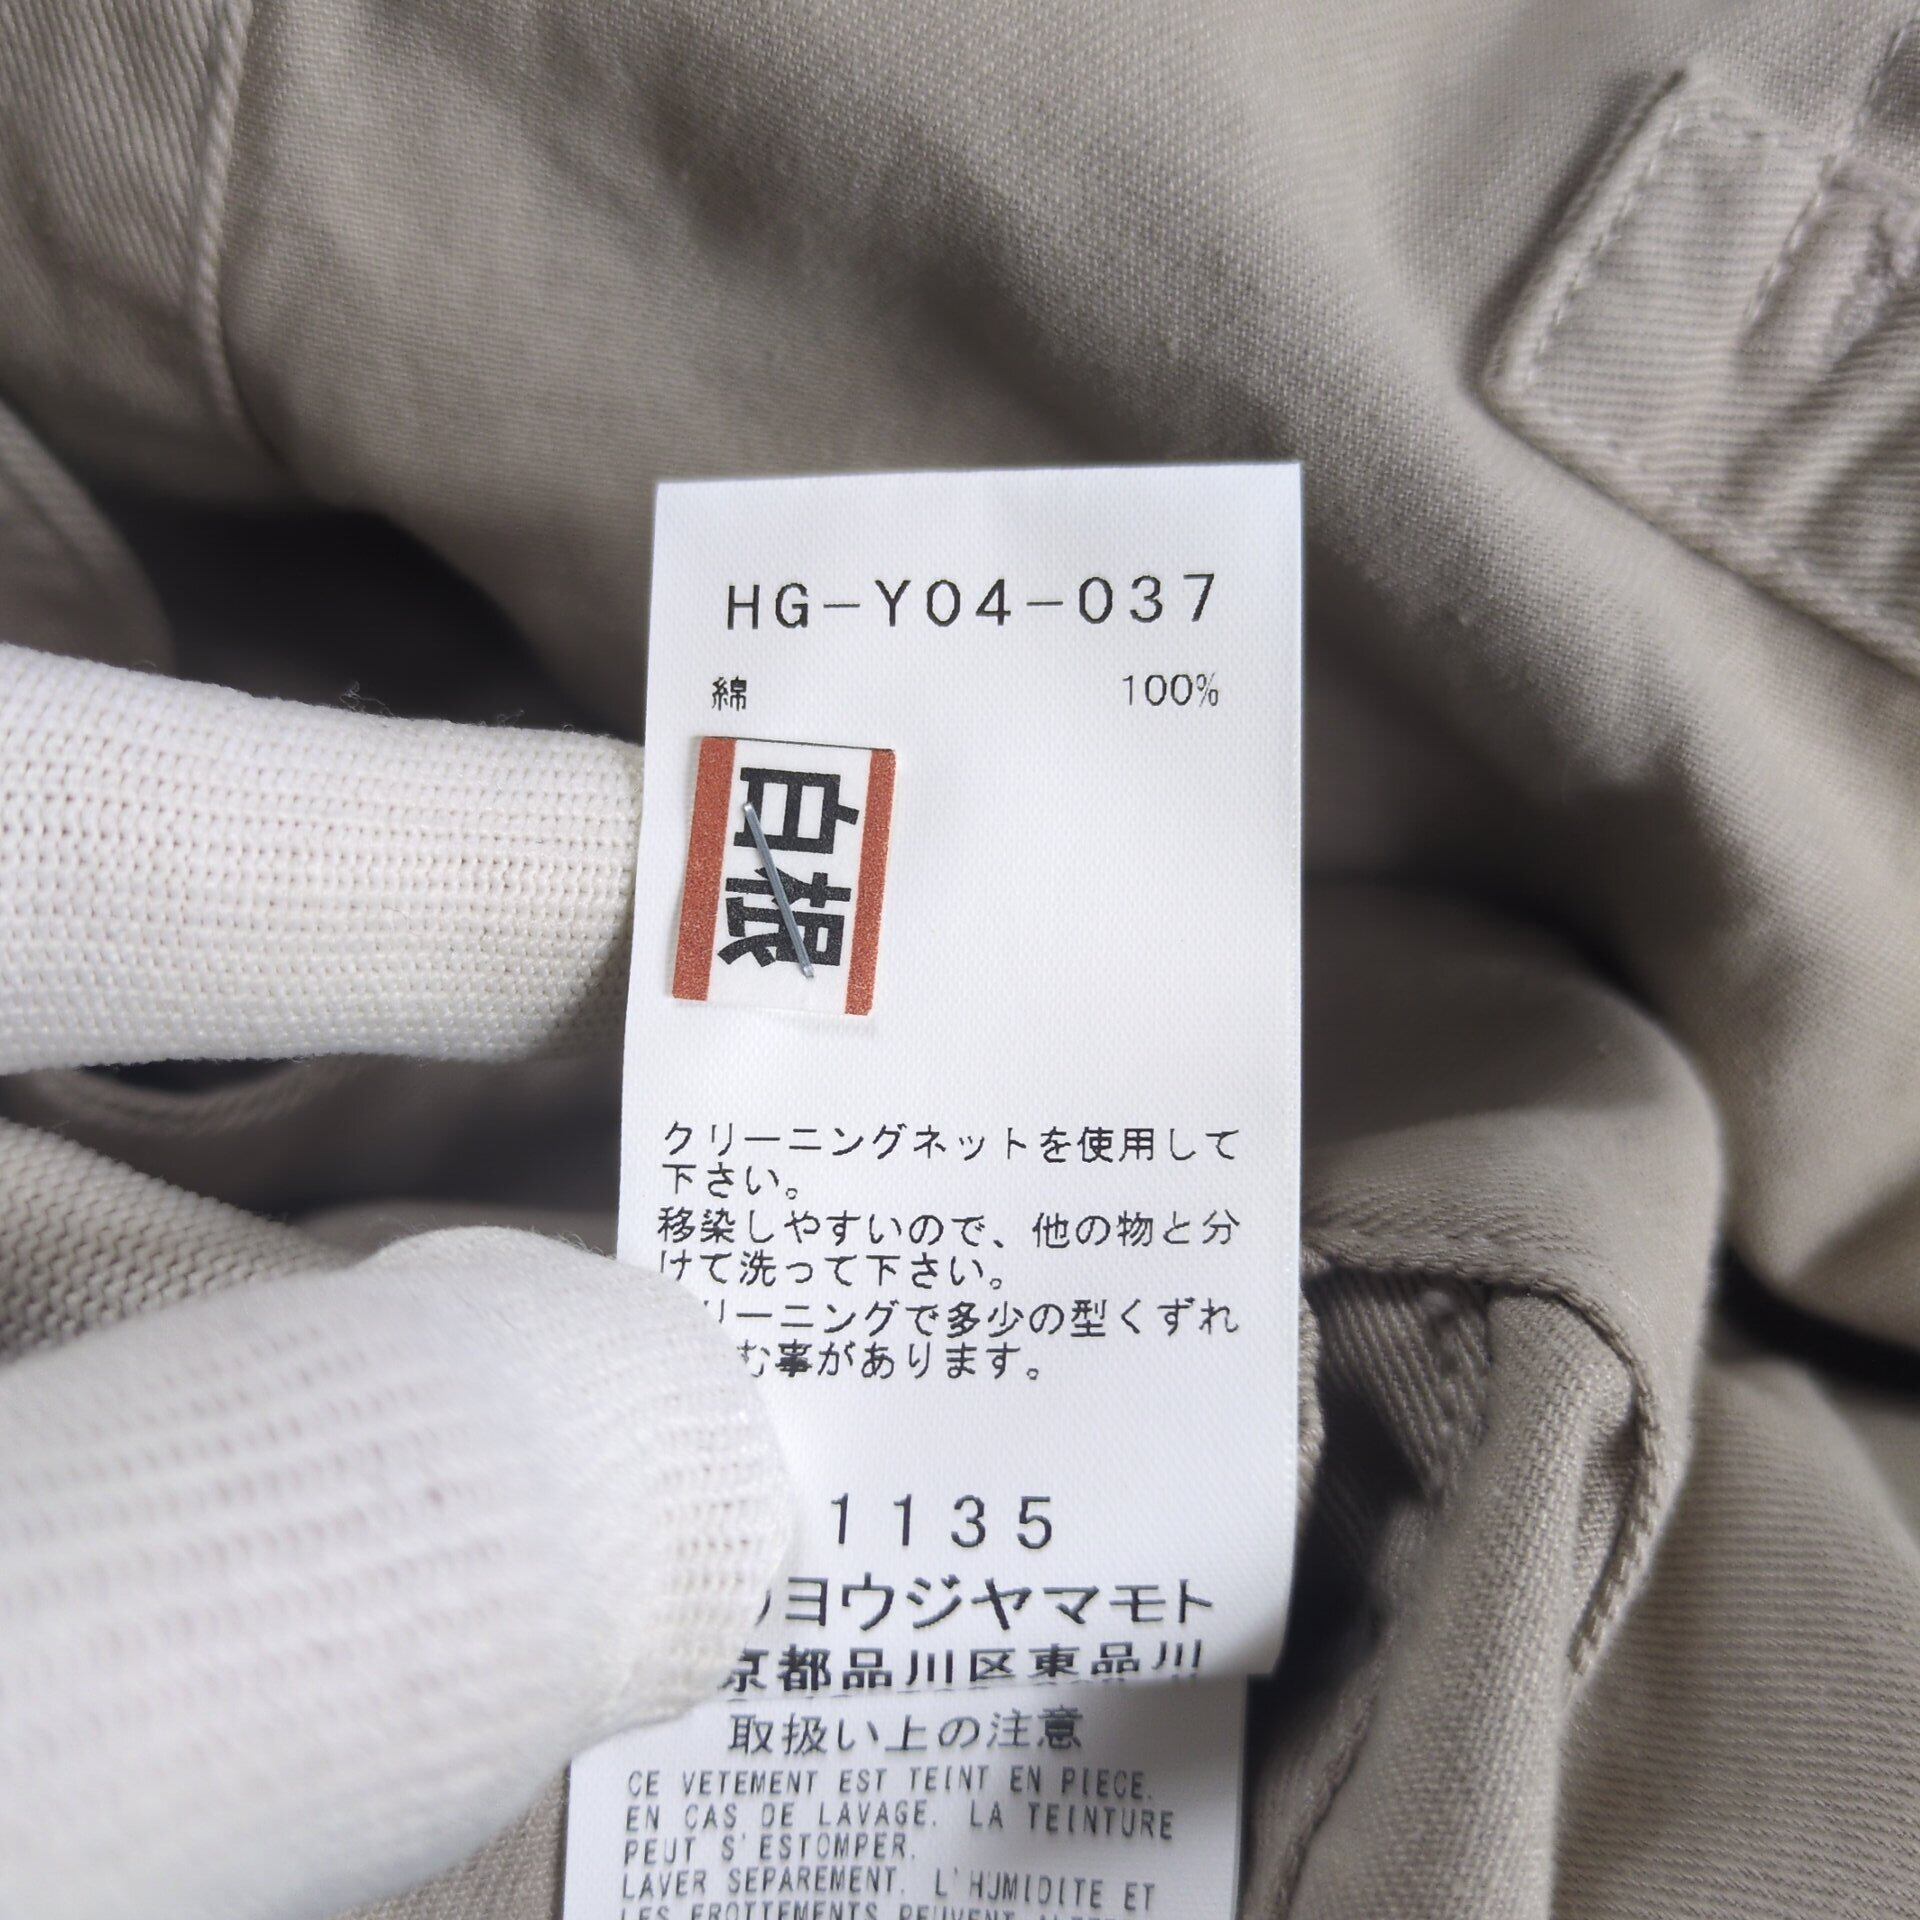 HG-Y04-037
綿 100%
白根
クリーニングネットを使用して
下さい。
移染しやすいので、他の物と分
けて洗って下さい。
リーニングで多少の型くずれ
む事があります。
1135
ヨウジヤマモト
京都品川区東品川
取扱い上の注意
CE VETEMENT EST TEINT EN PIECE.
EN CAS DE LAVAGE, LA TEINTURE
PEUT S'ESTOMPER.
LAVER SEPAREMENT. L'HUMIDITE ET
LES FROTTEMENTS PEUVENT